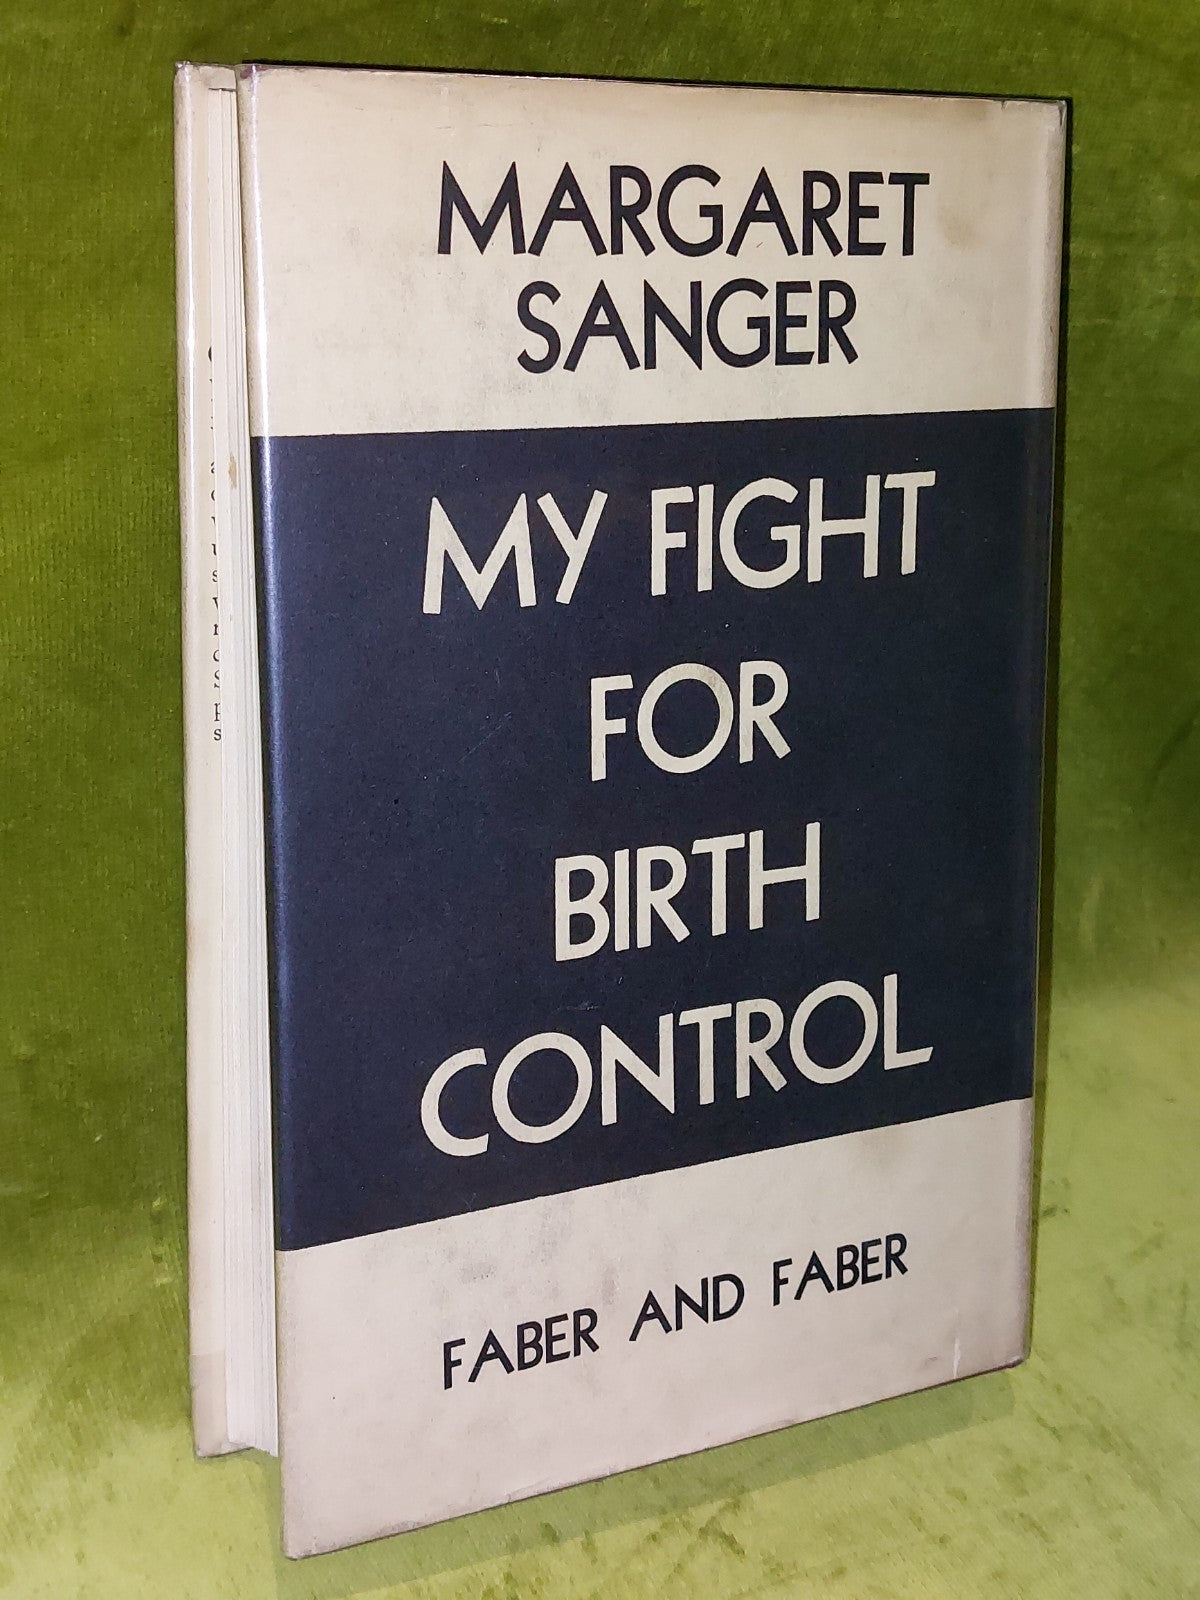 MARGARET
SANGER
MY FIGHT
FOR
BIRTH
CONTROL
FABER AND FABER